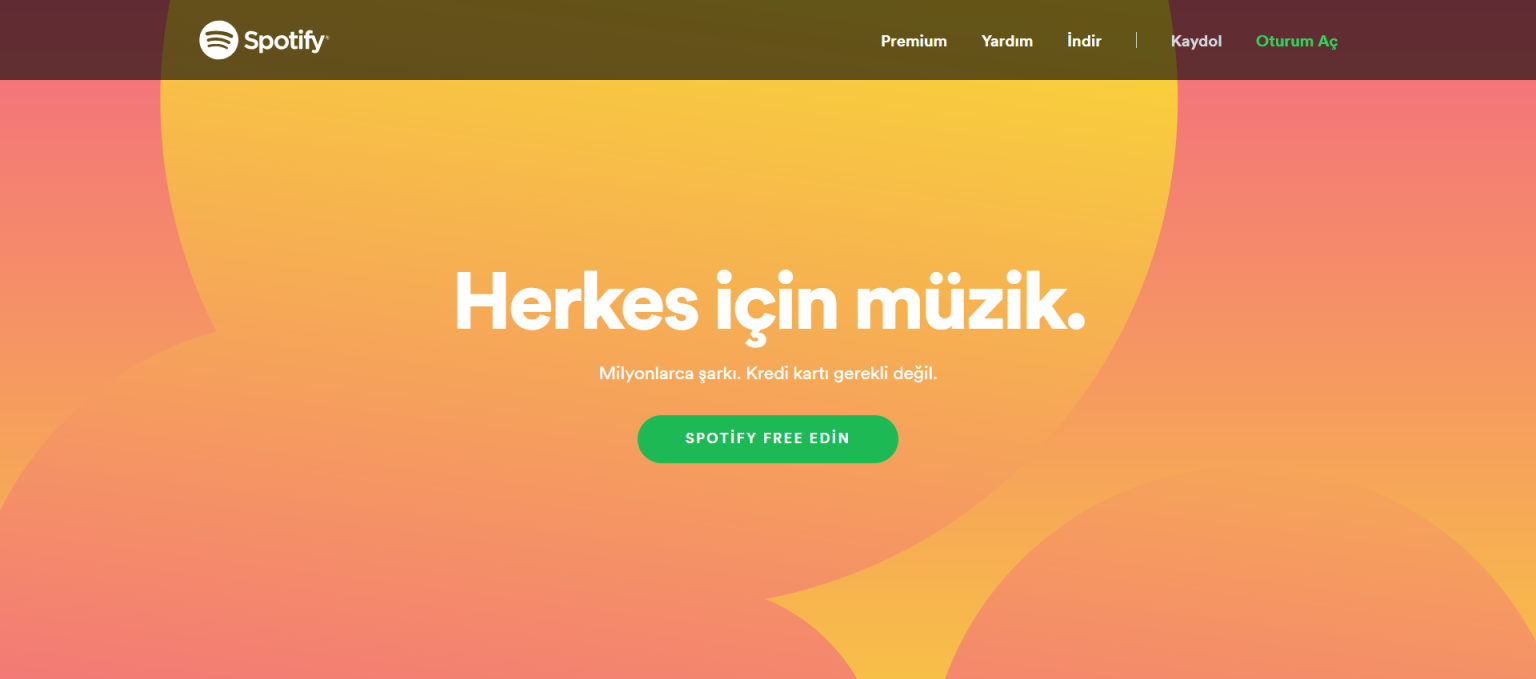 Spotify
Premium Yardım İndir Kaydol Oturum Aç
Herkes için müzik.
Milyonlarca şarkı. Kredi kartı gerekli değil.
SPOTİFY FREE EDİN